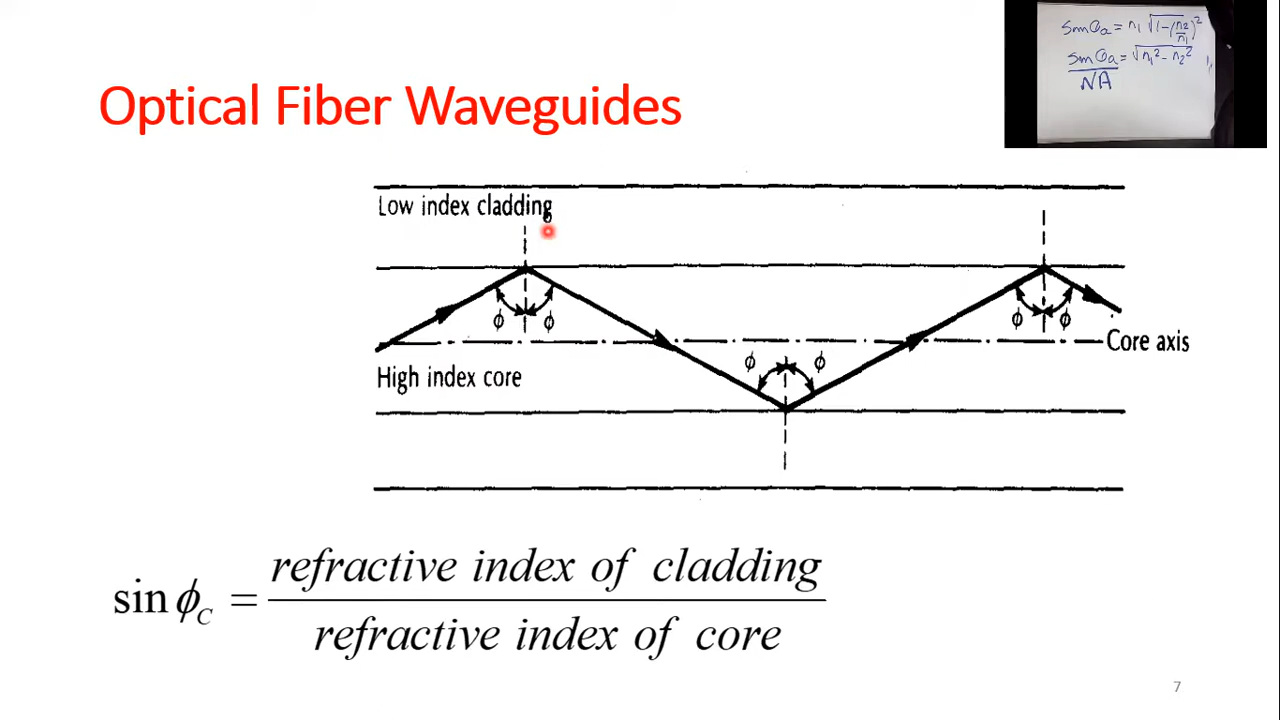 Sin θa = n1 √1-(n2/n1)²
Sin θa = √n1² - n2²
NA
Optical Fiber Waveguides
Low index cladding
ϕ ϕ
ϕ ϕ
ϕ ϕ
Core axis
High index core
sin ϕC = refractive index of cladding
refractive index of core
7